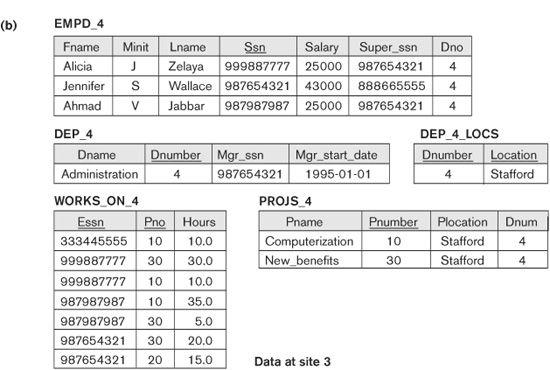 (b)
EMPD_4
Fname Minit Lname Ssn Salary Super_ssn Dno
Alicia J Zelaya 999887777 25000 987654321 4
Jennifer S Wallace 987654321 43000 888665555 4
Ahmad V Jabbar 987987987 25000 987654321 4
DEP_4 DEP_4_LOCS
Dname Dnumber Mgr_ssn Mgr_start_date Dnumber Location
Administration 4 987654321 1995-01-01 4 Stafford
WORKS_ON_4 PROJS_4
Essn Pno Hours Pname Pnumber Plocation Dnum
333445555 10 10.0 Computerization 10 Stafford 4
999887777 30 30.0 New_benefits 30 Stafford 4
999887777 10 10.0
987987987 10 35.0
987987987 30 5.0
987654321 30 20.0
987654321 20 15.0 Data at site 3